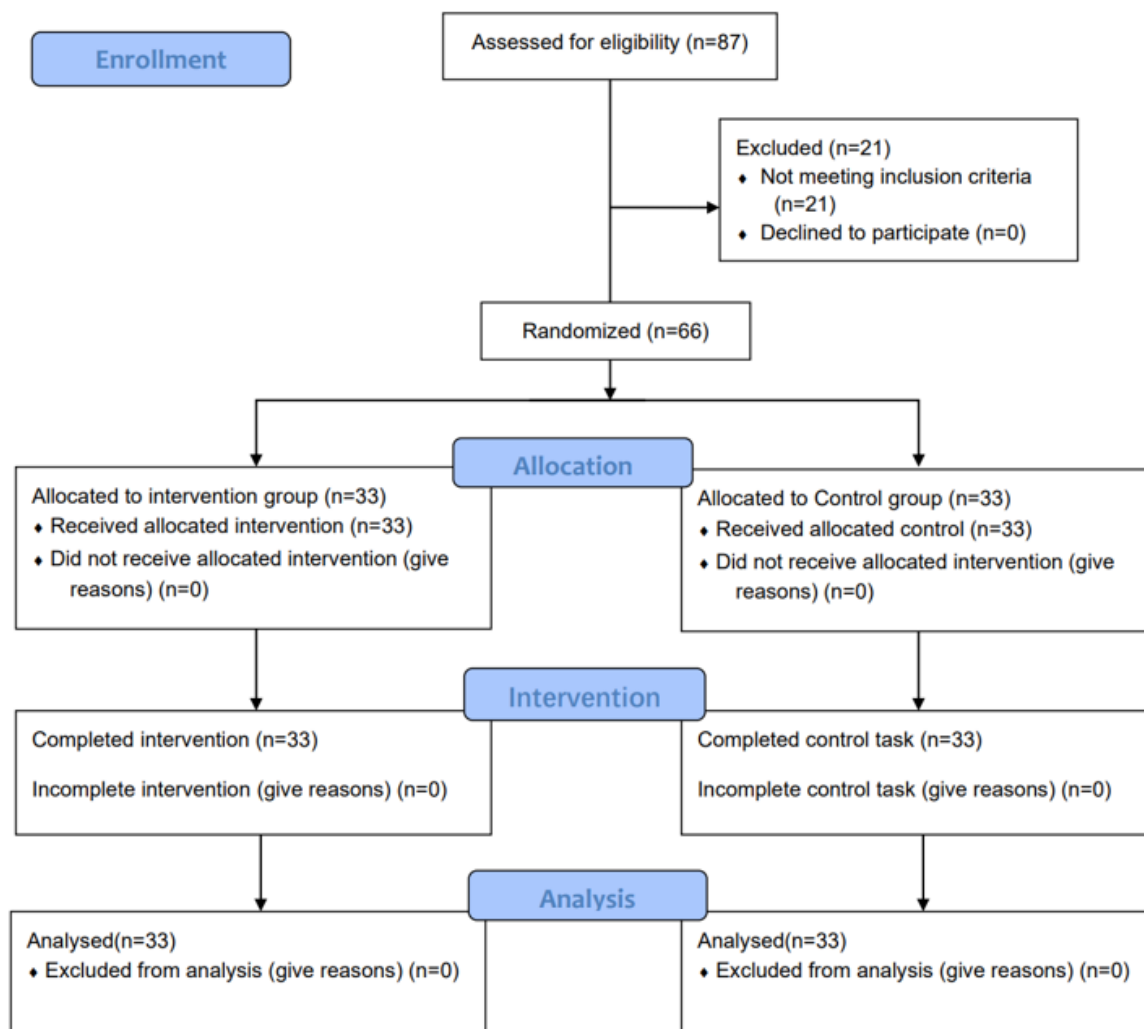 Enrollment
Assessed for eligibility (n=87)
Excluded (n=21)
♦ Not meeting inclusion criteria
(n=21)
♦ Declined to participate (n=0)
Randomized (n=66)
Allocation
Allocated to intervention group (n=33)
♦ Received allocated intervention (n=33)
♦ Did not receive allocated intervention (give
reasons) (n=0)
Allocated to Control group (n=33)
♦ Received allocated control (n=33)
♦ Did not receive allocated intervention (give
reasons) (n=0)
Intervention
Completed intervention (n=33)
Incomplete intervention (give reasons) (n=0)
Completed control task (n=33)
Incomplete control task (give reasons) (n=0)
Analysis
Analysed(n=33)
♦ Excluded from analysis (give reasons) (n=0)
Analysed(n=33)
♦ Excluded from analysis (give reasons) (n=0)